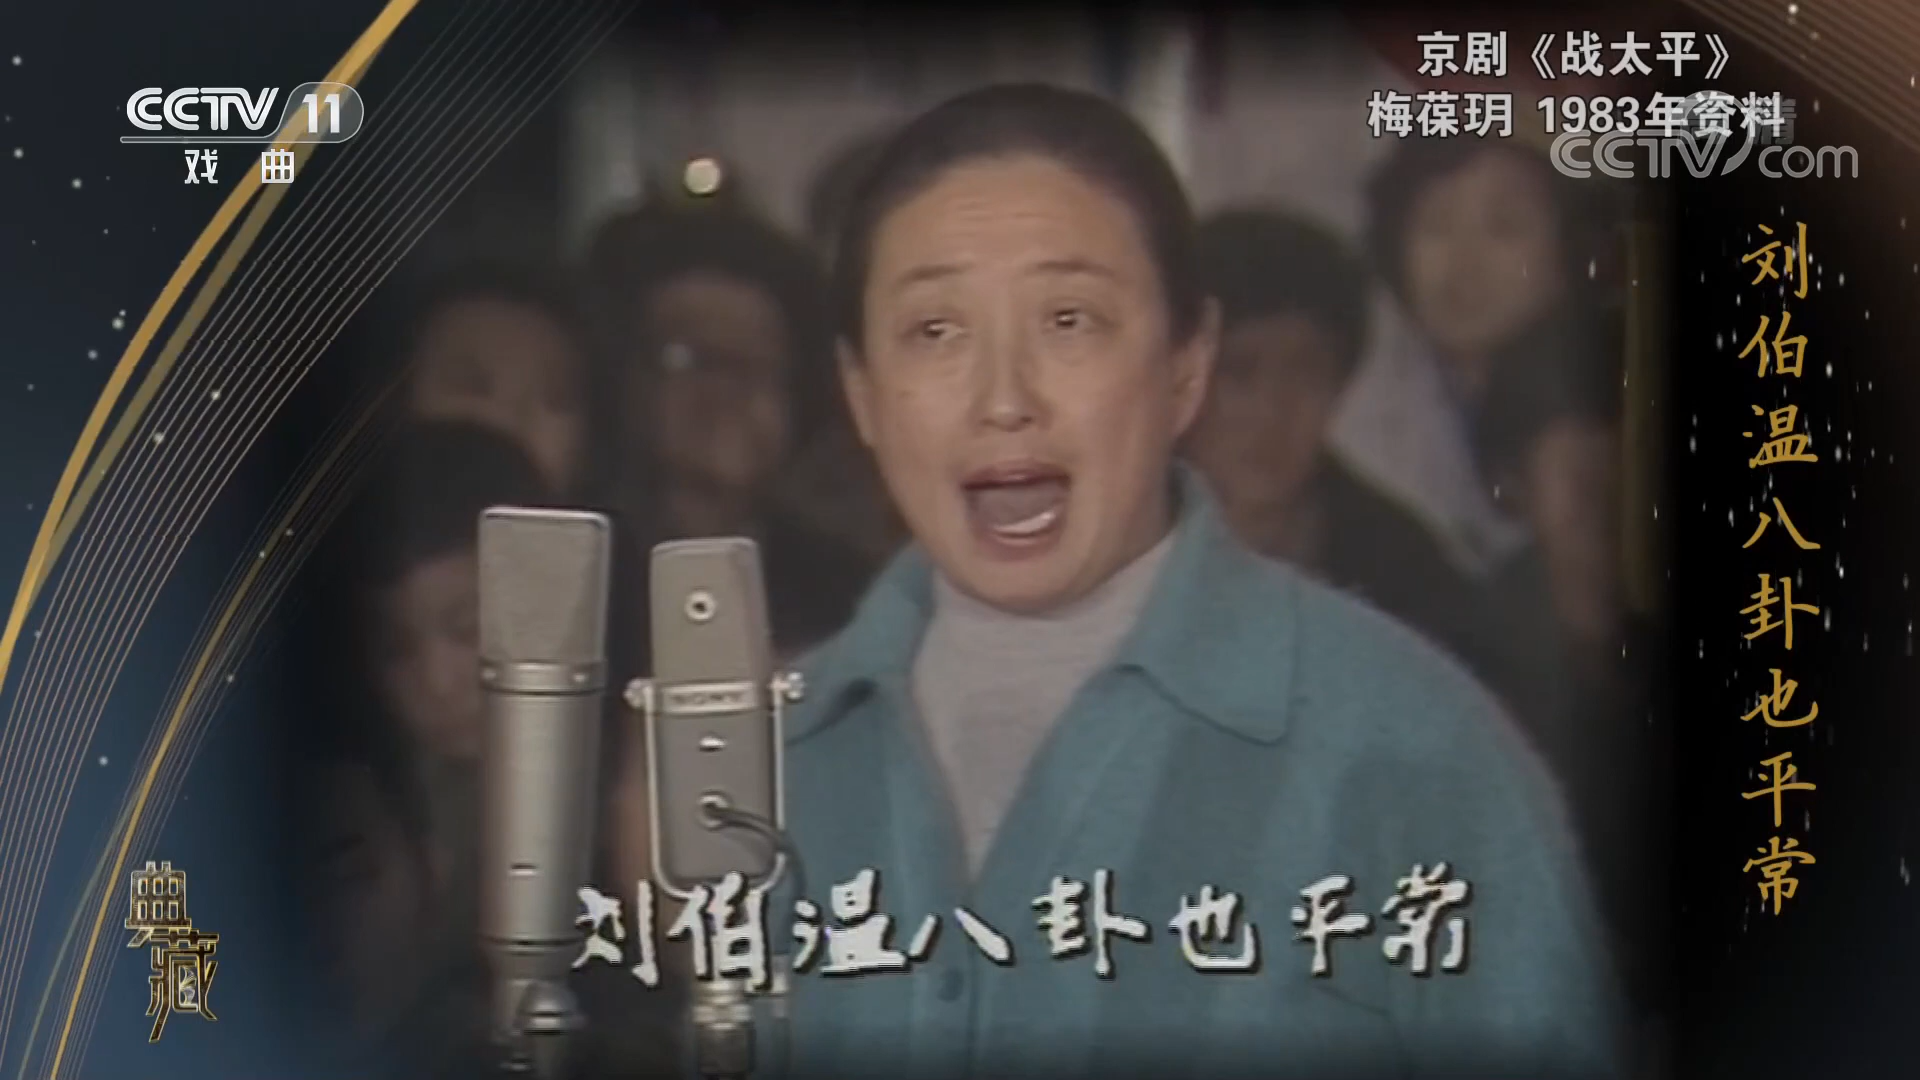 CCTV 11
戏曲
京剧《战太平》
梅葆玥 1983年资料
CCTV com
刘伯温八卦也平常
SONY
刘伯温八卦也平常
典藏